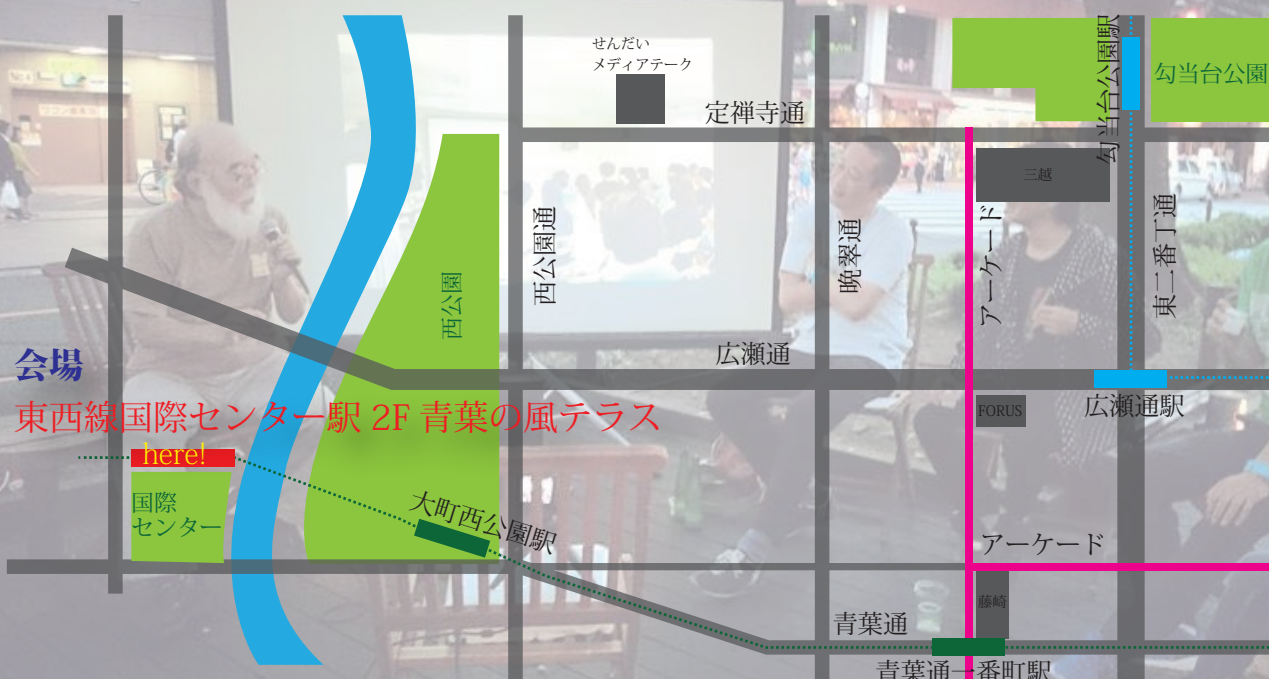 せんだい
メディアテーク
定禅寺通
勾当台公園駅
勾当台公園
三越
アーケード
東二番丁通
西公園通
晩翠通
西公園
広瀬通
会場
東西線国際センター駅 2F 青葉の風テラス
FORUS
広瀬通駅
here!
国際
センター
大町西公園駅
アーケード
藤崎
青葉通
青葉通一番町駅